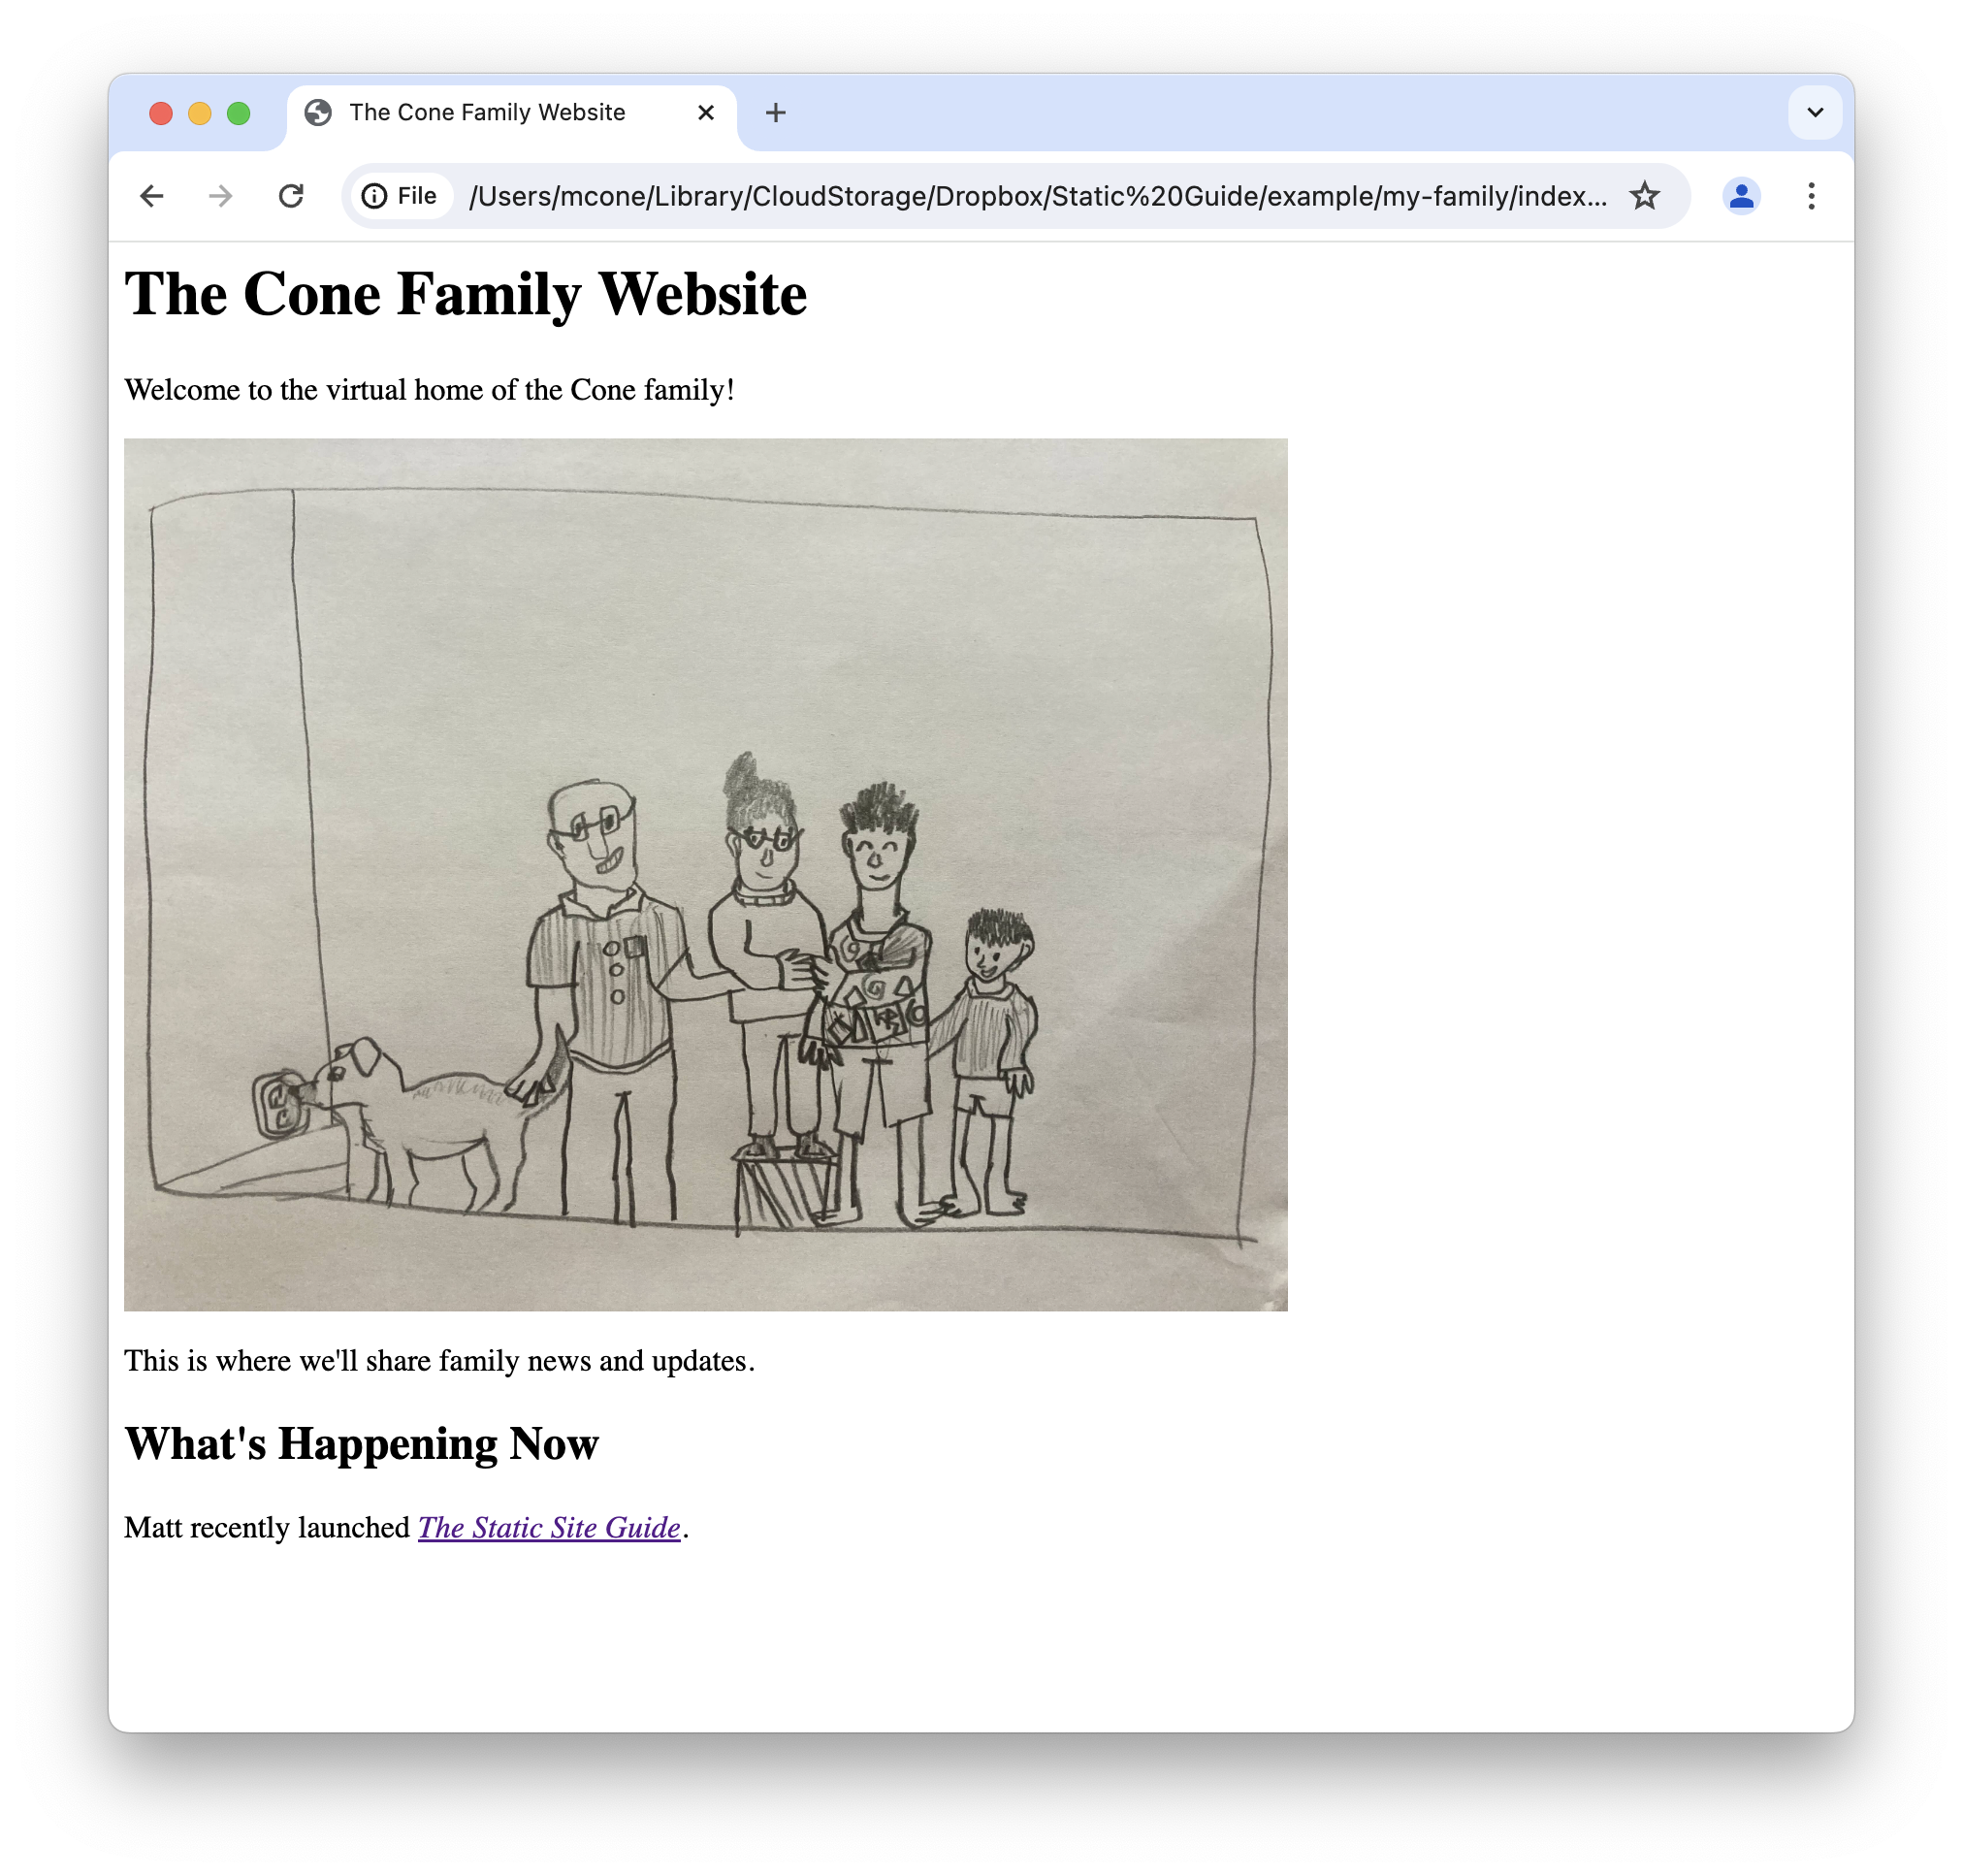 The Cone Family Website
File /Users/mcone/Library/CloudStorage/Dropbox/Static%20Guide/example/my-family/index...
The Cone Family Website
Welcome to the virtual home of the Cone family!
This is where we'll share family news and updates.
What's Happening Now
Matt recently launched The Static Site Guide.